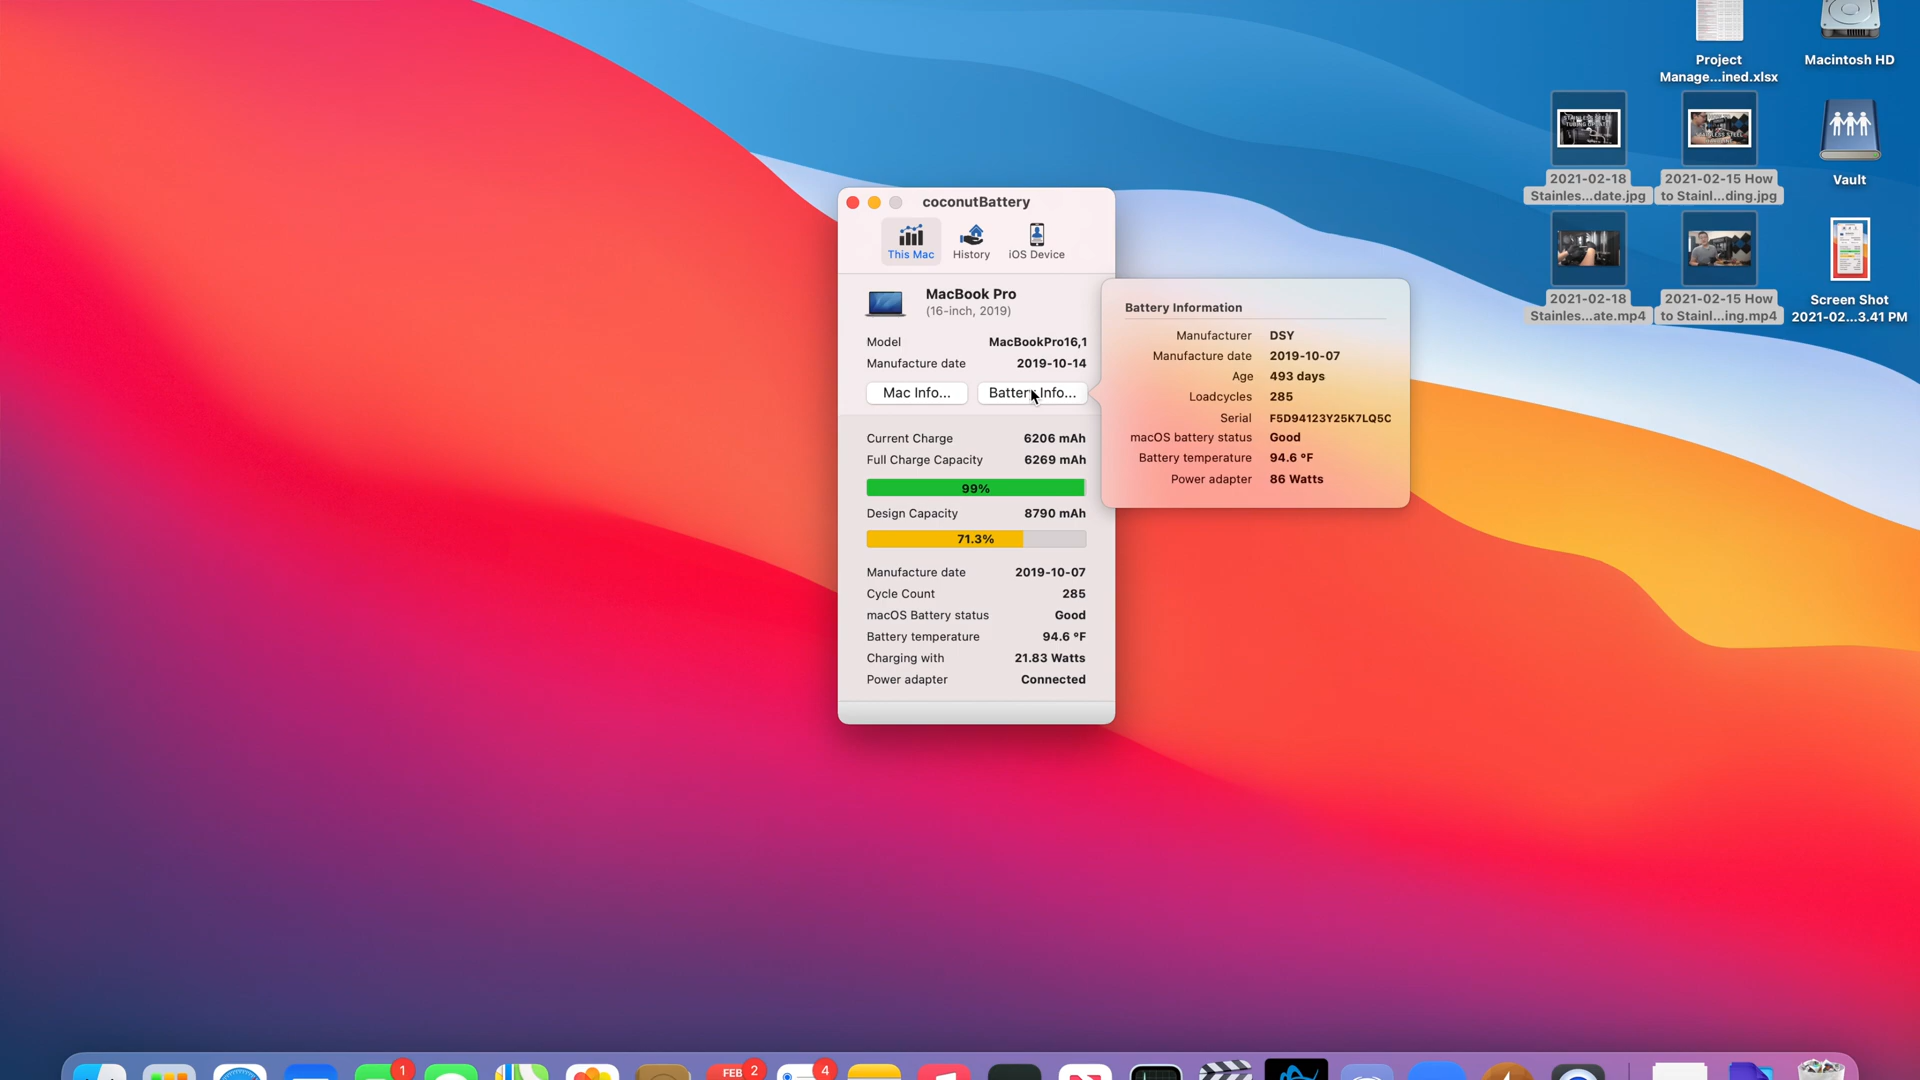 Project
Manage...ined.xlsx
Macintosh HD
2021-02-18
Stainles...date.jpg
2021-02-15 How
to Stainl...ding.jpg
Vault
2021-02-18
Stainles...ate.mp4
2021-02-15 How
to Stainl...ing.mp4
Screen Shot
2021-02...3.41 PM
coconutBattery
This Mac
History
iOS Device
MacBook Pro
(16-inch, 2019)
Model MacBookPro16,1
Manufacture date 2019-10-14
Mac Info...
Battery Info...
Current Charge 6206 mAh
Full Charge Capacity 6269 mAh
99%
Design Capacity 8790 mAh
71.3%
Manufacture date 2019-10-07
Cycle Count 285
macOS Battery status Good
Battery temperature 94.6 ºF
Charging with 21.83 Watts
Power adapter Connected
Battery Information
Manufacturer DSY
Manufacture date 2019-10-07
Age 493 days
Loadcycles 285
Serial F5D94123Y25K7LQ5C
macOS battery status Good
Battery temperature 94.6 ºF
Power adapter 86 Watts
1
FEB
2
4